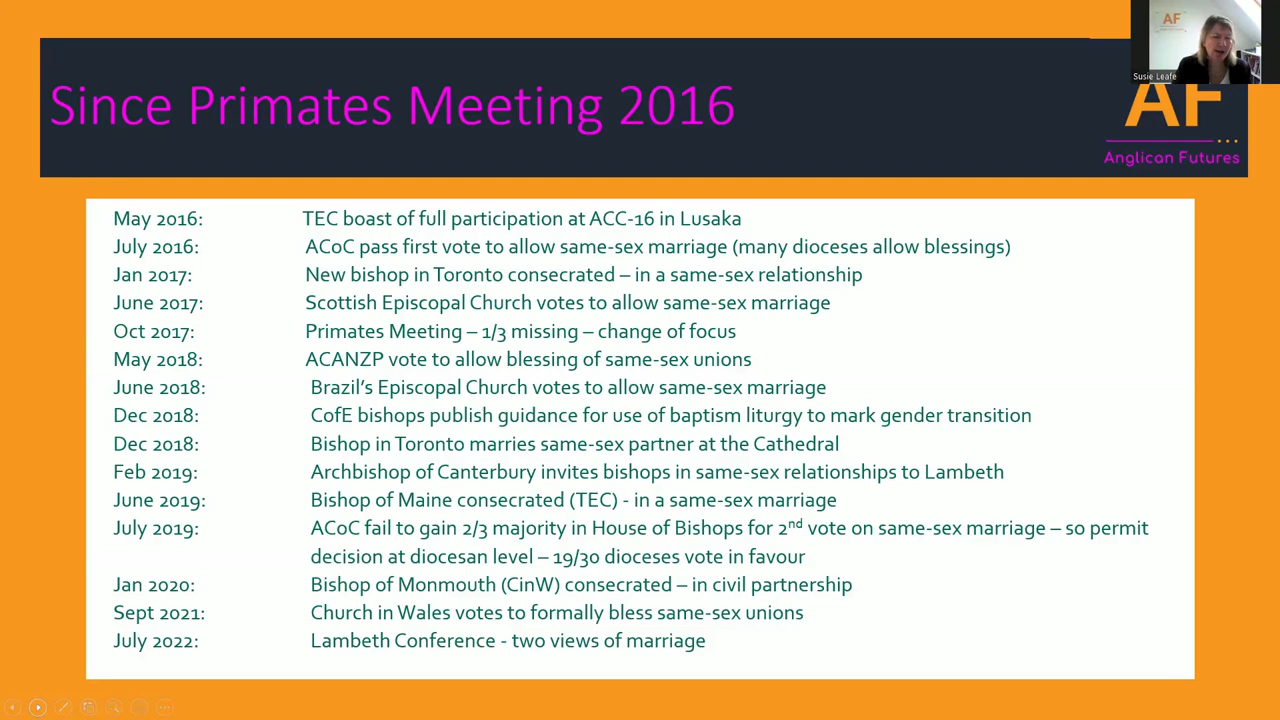 AF
Susie Leafe
Since Primates Meeting 2016
AF
Anglican Futures
May 2016: TEC boast of full participation at ACC-16 in Lusaka
July 2016: ACoC pass first vote to allow same-sex marriage (many dioceses allow blessings)
Jan 2017: New bishop in Toronto consecrated – in a same-sex relationship
June 2017: Scottish Episcopal Church votes to allow same-sex marriage
Oct 2017: Primates Meeting – 1/3 missing – change of focus
May 2018: ACANZP vote to allow blessing of same-sex unions
June 2018: Brazil's Episcopal Church votes to allow same-sex marriage
Dec 2018: CofE bishops publish guidance for use of baptism liturgy to mark gender transition
Dec 2018: Bishop in Toronto marries same-sex partner at the Cathedral
Feb 2019: Archbishop of Canterbury invites bishops in same-sex relationships to Lambeth
June 2019: Bishop of Maine consecrated (TEC) - in a same-sex marriage
July 2019: ACoC fail to gain 2/3 majority in House of Bishops for 2nd vote on same-sex marriage – so permit
decision at diocesan level – 19/30 dioceses vote in favour
Jan 2020: Bishop of Monmouth (CinW) consecrated – in civil partnership
Sept 2021: Church in Wales votes to formally bless same-sex unions
July 2022: Lambeth Conference - two views of marriage